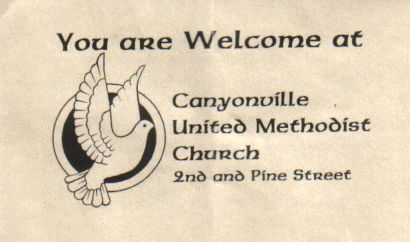 You are Welcome at
Canyonville
United Methodist
Church
2nd and Pine Street